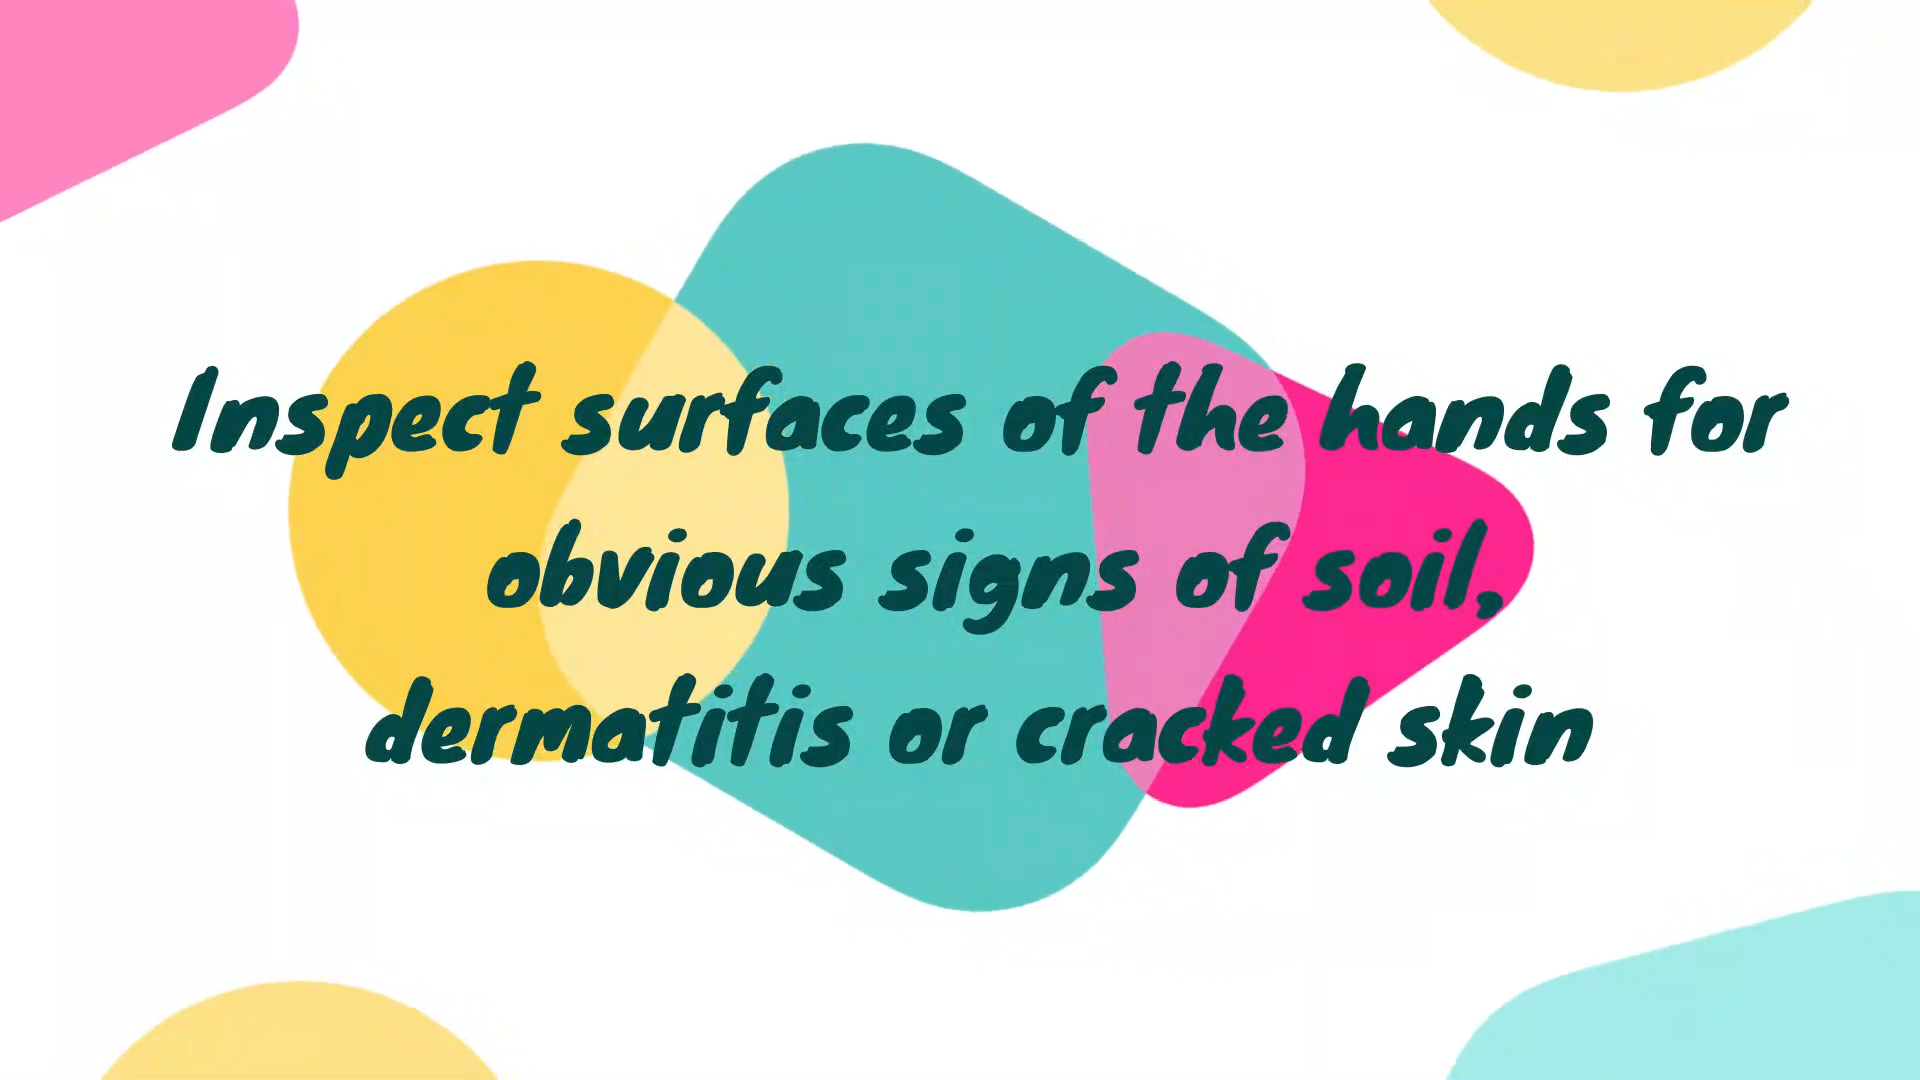 Inspect surfaces of the hands for
obvious signs of soil,
dermatitis or cracked skin